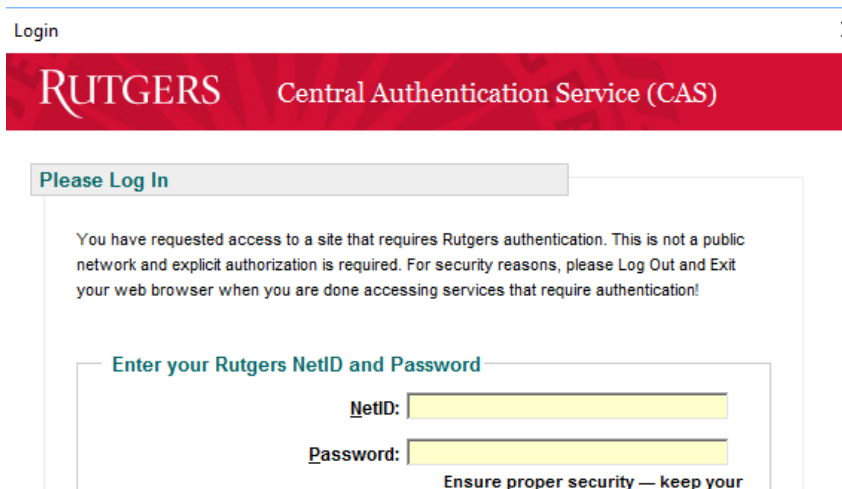 Login
RUTGERS Central Authentication Service (CAS)
Please Log In
You have requested access to a site that requires Rutgers authentication. This is not a public
network and explicit authorization is required. For security reasons, please Log Out and Exit
your web browser when you are done accessing services that require authentication!
Enter your Rutgers NetID and Password
NetID:
Password:
Ensure proper security — keep your